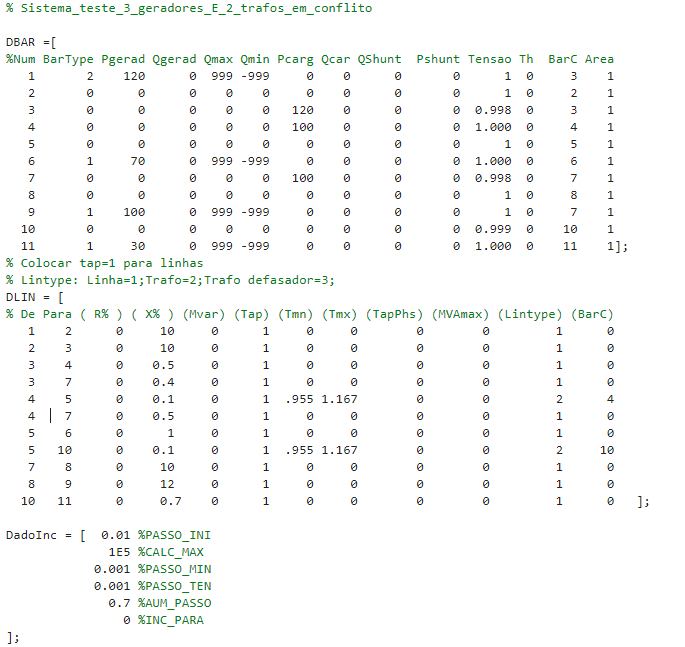 % Sistema_teste_3_geradores_E_2_trafos_em_conflito
DBAR =[
%Num BarType Pgerad Qgerad Qmax Qmin Pcarg Qcar QShunt Pshunt Tensao Th BarC Area
1 2 120 0 999 -999 0 0 0 0 1 0 3 1
2 0 0 0 0 0 0 0 0 0 1 0 2 1
3 0 0 0 0 0 120 0 0 0 0.998 0 3 1
4 0 0 0 0 0 100 0 0 0 1.000 0 4 1
5 0 0 0 0 0 0 0 0 0 1 0 5 1
6 1 70 0 999 -999 0 0 0 0 1.000 0 6 1
7 0 0 0 0 0 100 0 0 0 0.998 0 7 1
8 0 0 0 0 0 0 0 0 0 1 0 8 1
9 1 100 0 999 -999 0 0 0 0 1 0 7 1
10 0 0 0 0 0 0 0 0 0 0.999 0 10 1
11 1 30 0 999 -999 0 0 0 0 1.000 0 11 1];
% Colocar tap=1 para linhas
% Lintype: Linha=1;Trafo=2;Trafo defasador=3;
DLIN = [
% De Para ( R% ) ( X% ) (Mvar) (Tap) (Tmn) (Tmx) (TapPhs) (MVAmax) (Lintype) (BarC)
1 2 0 10 0 1 0 0 0 0 1 0
2 3 0 10 0 1 0 0 0 0 1 0
3 4 0 0.5 0 1 0 0 0 0 1 0
3 7 0 0.4 0 1 0 0 0 0 1 0
4 5 0 0.1 0 1 .955 1.167 0 0 2 4
4 7 0 0.5 0 1 0 0 0 0 1 0
5 6 0 1 0 1 0 0 0 0 1 0
5 10 0 0.1 0 1 .955 1.167 0 0 2 10
7 8 0 10 0 1 0 0 0 0 1 0
8 9 0 12 0 1 0 0 0 0 1 0
10 11 0 0.7 0 1 0 0 0 0 1 0 ];
DadoInc = [ 0.01 %PASSO_INI
1E5 %CALC_MAX
0.001 %PASSO_MIN
0.001 %PASSO_TEN
0.7 %AUM_PASSO
0 %INC_PARA
];